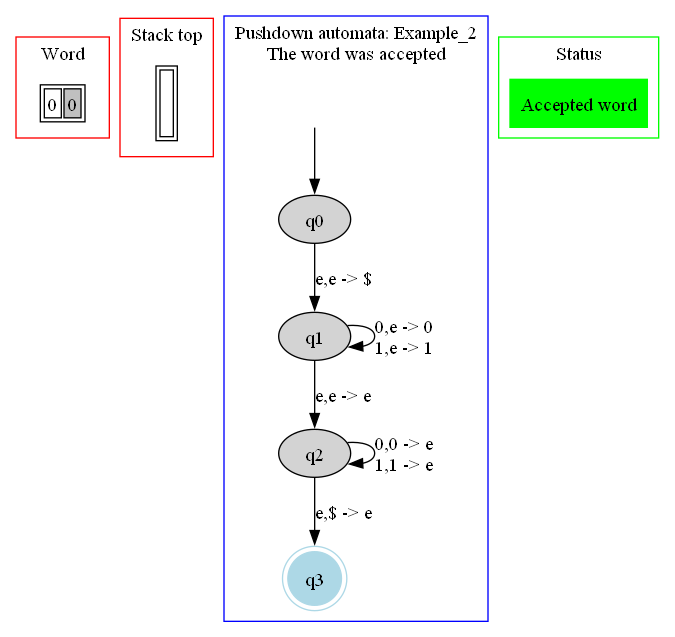 Word
0 0
Stack top
Pushdown automata: Example_2
The word was accepted
q0
e,e -> $
q1
0,e -> 0
1,e -> 1
e,e -> e
q2
0,0 -> e
1,1 -> e
e,$ -> e
q3
Status
Accepted word